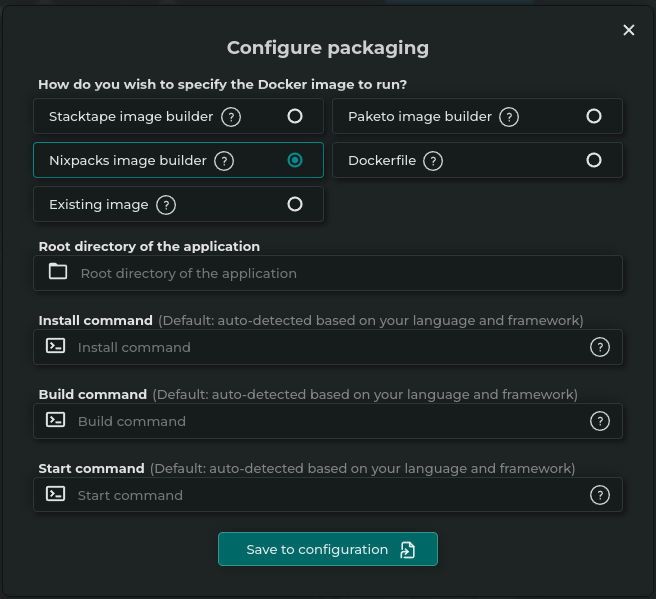 Configure packaging
How do you wish to specify the Docker image to run?
Stacktape image builder ?
Paketo image builder ?
Nixpacks image builder ?
Dockerfile ?
Existing image ?
Root directory of the application
Root directory of the application
Install command (Default: auto-detected based on your language and framework)
Install command ?
Build command (Default: auto-detected based on your language and framework)
Build command ?
Start command (Default: auto-detected based on your language and framework)
Start command ?
Save to configuration